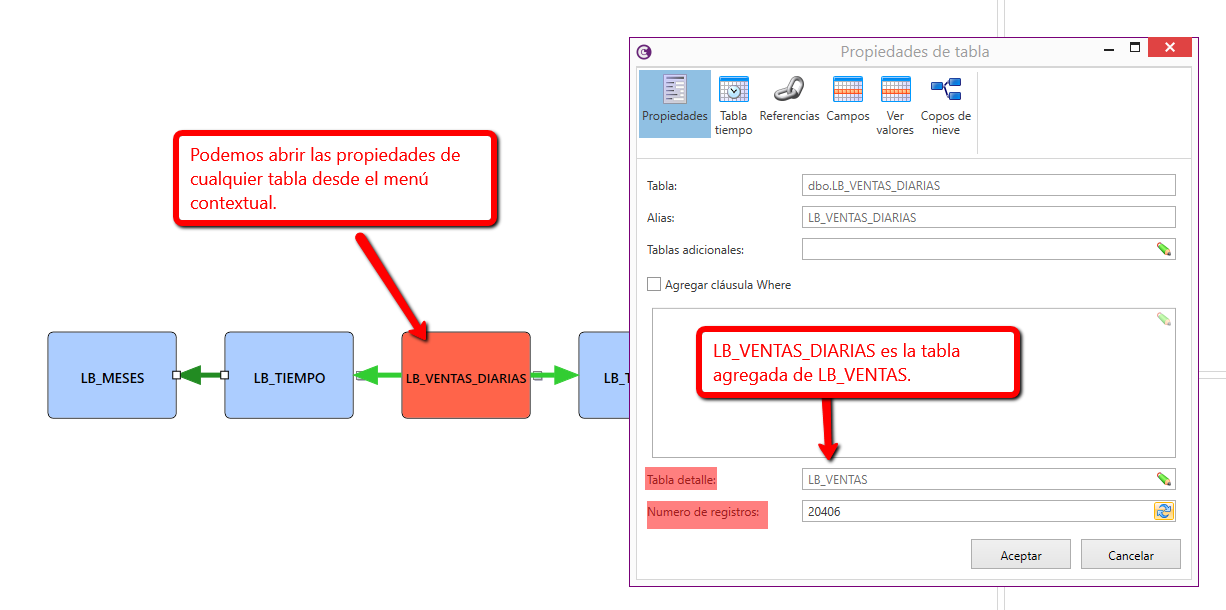 Propiedades de tabla
Propiedades
Tabla
tiempo
Referencias
Campos
Ver
valores
Copos de
nieve
Podemos abrir las propiedades de
cualquier tabla desde el menú
contextual.
Tabla:
dbo.LB_VENTAS_DIARIAS
Alias:
LB_VENTAS_DIARIAS
Tablas adicionales:
Agregar cláusula Where
LB_VENTAS_DIARIAS es la tabla
agregada de LB_VENTAS.
LB_MESES
LB_TIEMPO
LB_VENTAS_DIARIAS
LB_T
Tabla detalle:
LB_VENTAS
Numero de registros:
20406
Aceptar
Cancelar